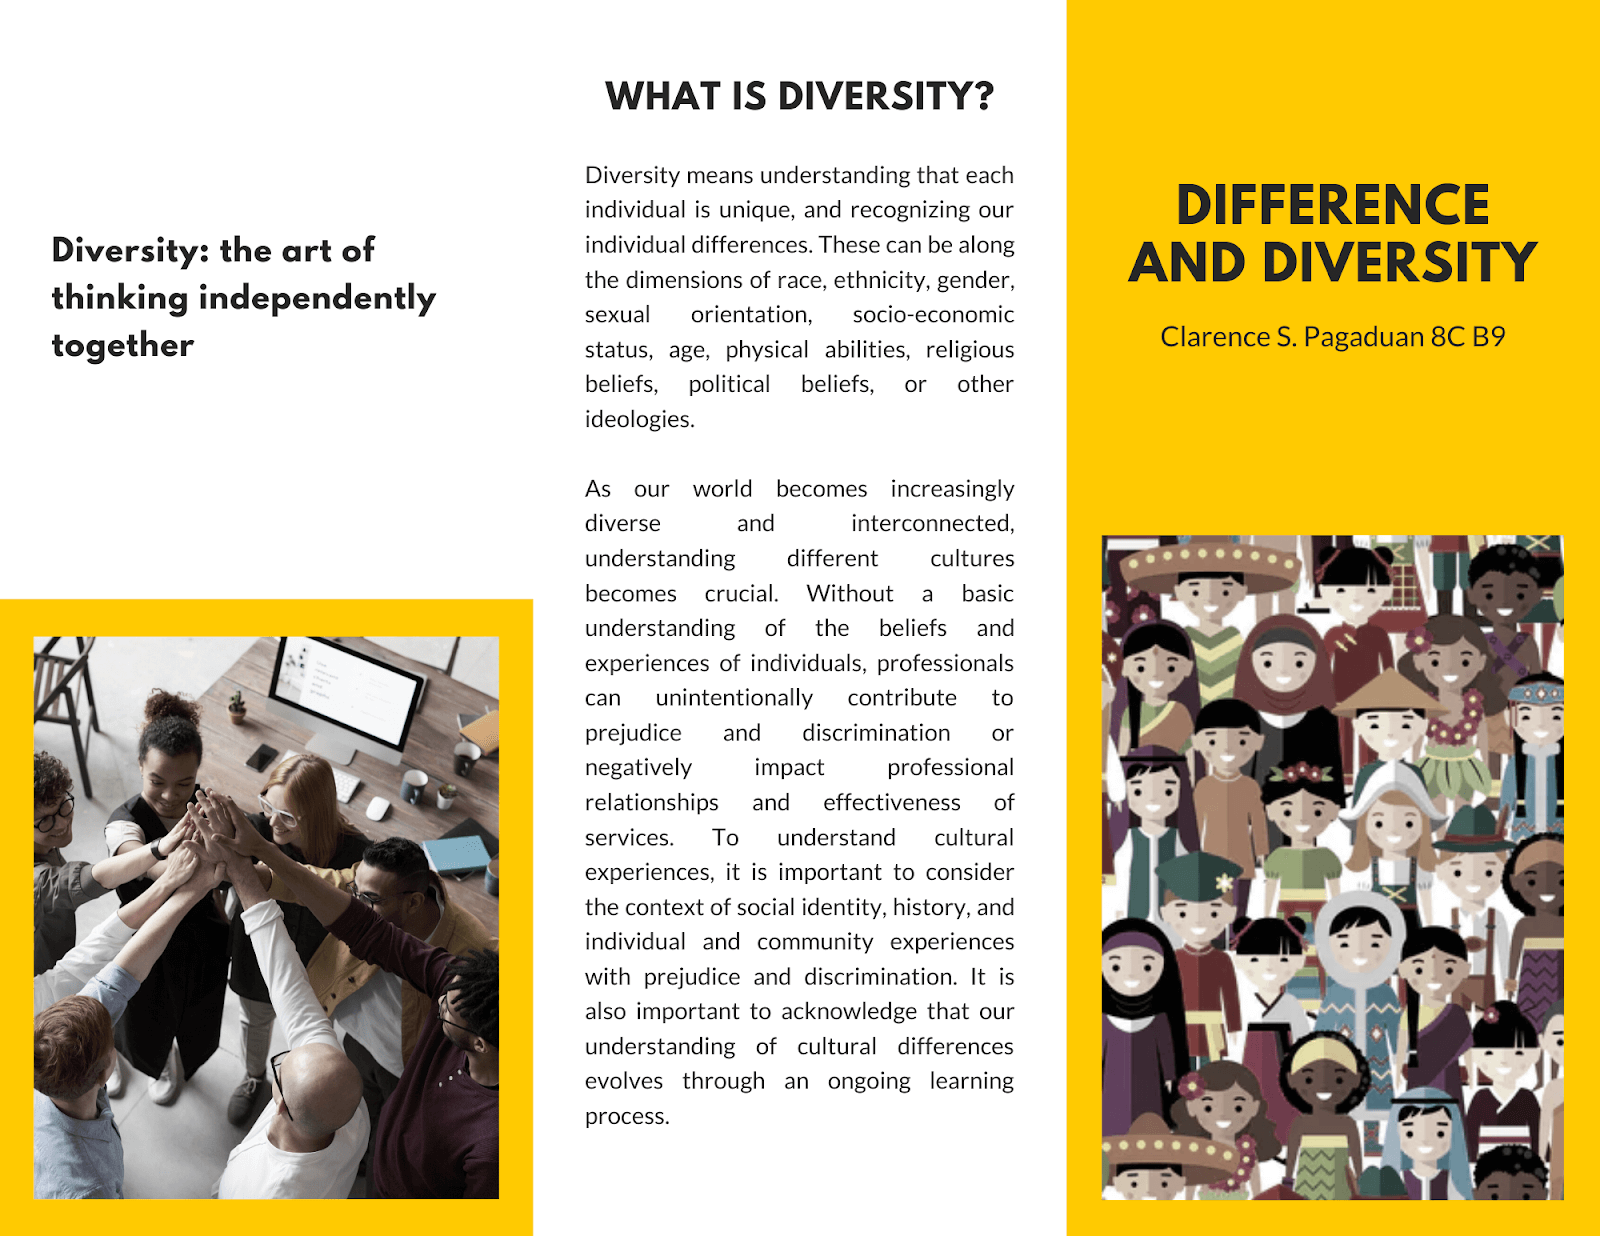 Diversity: the art of
thinking independently
together
WHAT IS DIVERSITY?
Diversity means understanding that each
individual is unique, and recognizing our
individual differences. These can be along
the dimensions of race, ethnicity, gender,
sexual orientation, socio-economic
status, age, physical abilities, religious
beliefs, political beliefs, or other
ideologies.
As our world becomes increasingly
diverse and interconnected,
understanding different cultures
becomes crucial. Without a basic
understanding of the beliefs and
experiences of individuals, professionals
can unintentionally contribute to
prejudice and discrimination or
negatively impact professional
relationships and effectiveness of
services. To understand cultural
experiences, it is important to consider
the context of social identity, history, and
individual and community experiences
with prejudice and discrimination. It is
also important to acknowledge that our
understanding of cultural differences
evolves through an ongoing learning
process.
DIFFERENCE
AND DIVERSITY
Clarence S. Pagaduan 8C B9